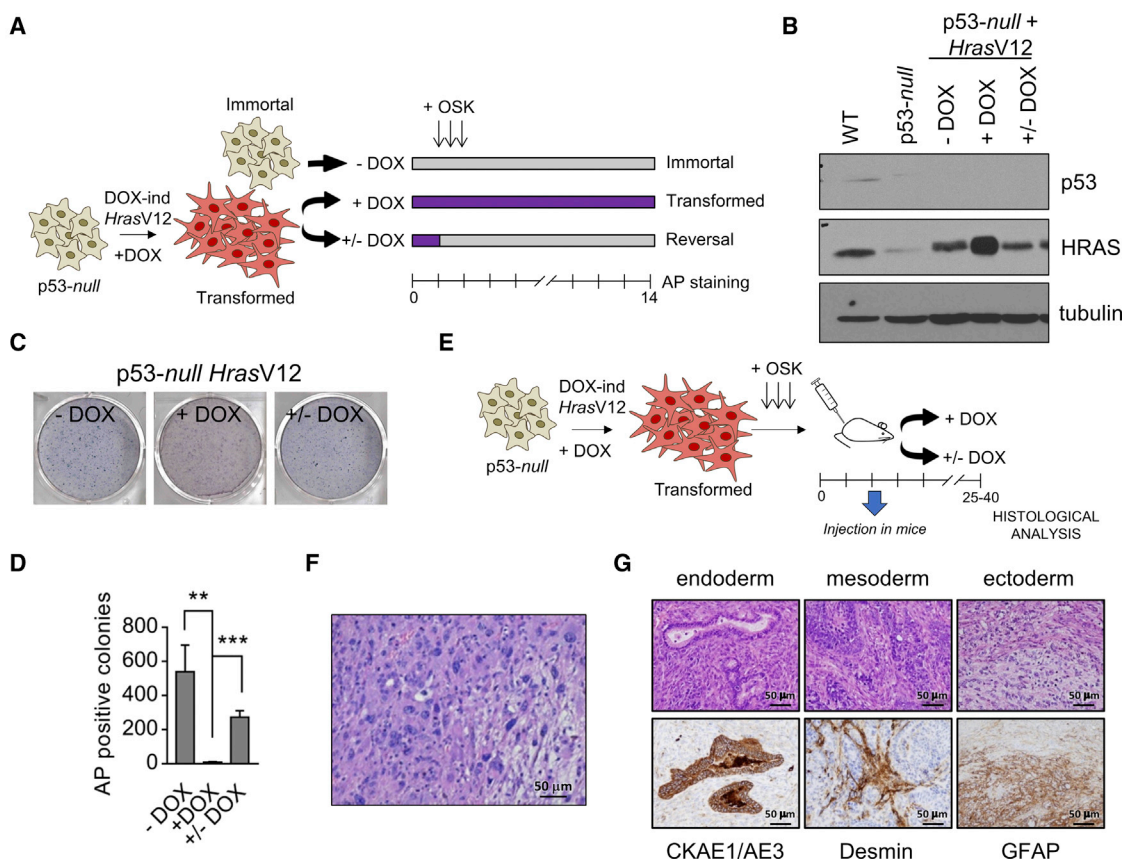 A
Immortal
+ OSK
- DOX
Immortal
DOX-ind
HrasV12
+DOX
+ DOX
Transformed
+/- DOX
Reversal
p53-null
Transformed
0
14
AP staining
B
p53-null +
HrasV12
WT
p53-null
- DOX
+ DOX
+/- DOX
p53
HRAS
tubulin
C
p53-null HrasV12
- DOX
+ DOX
+/- DOX
E
DOX-ind
HrasV12
+ DOX
p53-null
Transformed
+ OSK
+ DOX
+/- DOX
0
25-40
Injection in mice
HISTOLOGICAL
ANALYSIS
D
AP positive colonies
800
600
400
200
0
**
***
- DOX
+DOX
+/- DOX
F
50 μm
G
endoderm
mesoderm
ectoderm
50 μm
50 μm
50 μm
50 μm
50 μm
50 μm
CKAE1/AE3
Desmin
GFAP